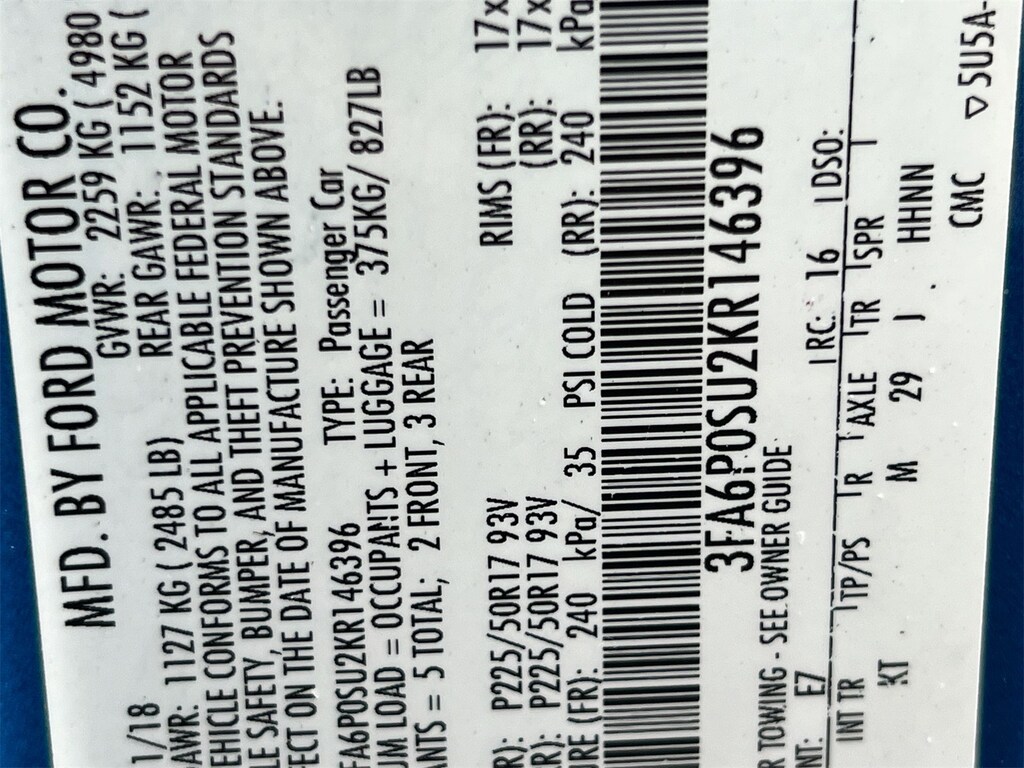 MFD. BY FORD MOTOR CO.
1/18 GVWR: 2259 KG ( 4980
AWR: 1127 KG ( 2485 LB) REAR GAWR: 1152 KG (
EHICLE CONFORMS TO ALL APPLICABLE FEDERAL MOTOR
LE SAFETY, BUMPER, AND THEFT PREVENTION STANDARDS
FECT ON THE DATE OF MANUFACTURE SHOWN ABOVE.
FA6P0SU2KR146396 TYPE: Passenger Car
UM LOAD = OCCUPANTS + LUGGAGE = 375KG/ 827LB
ANTS = 5 TOTAL; 2 FRONT, 3 REAR
R): P225/50R17 93V RIMS (FR): 17x
R): P225/50R17 93V (RR): 17x
URE (FR): 240 kPa/ 35 PSI COLD (RR): 240 kPa
3FA6P0SU2KR146396
R TOWING - SEE OWNER GUIDE
NT: E7 RC: 16 DSO:
INT TR TP/PS R AXLE TR SPR
KT M 29 J HHNN
CMC ▽5U5A-